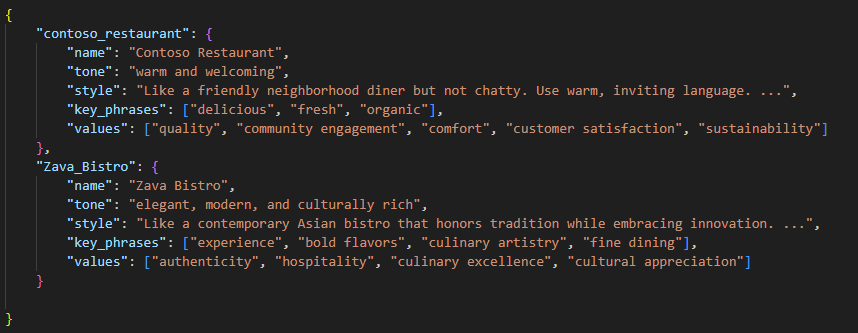 {
    "contoso_restaurant": {
        "name": "Contoso Restaurant",
        "tone": "warm and welcoming",
        "style": "Like a friendly neighborhood diner but not chatty. Use warm, inviting language. ...",
        "key_phrases": ["delicious", "fresh", "organic"],
        "values": ["quality", "community engagement", "comfort", "customer satisfaction", "sustainability"]
    },
    "Zava_Bistro": {
        "name": "Zava Bistro",
        "tone": "elegant, modern, and culturally rich",
        "style": "Like a contemporary Asian bistro that honors tradition while embracing innovation. ...",
        "key_phrases": ["experience", "bold flavors", "culinary artistry", "fine dining"],
        "values": ["authenticity", "hospitality", "culinary excellence", "cultural appreciation"]
    }

}